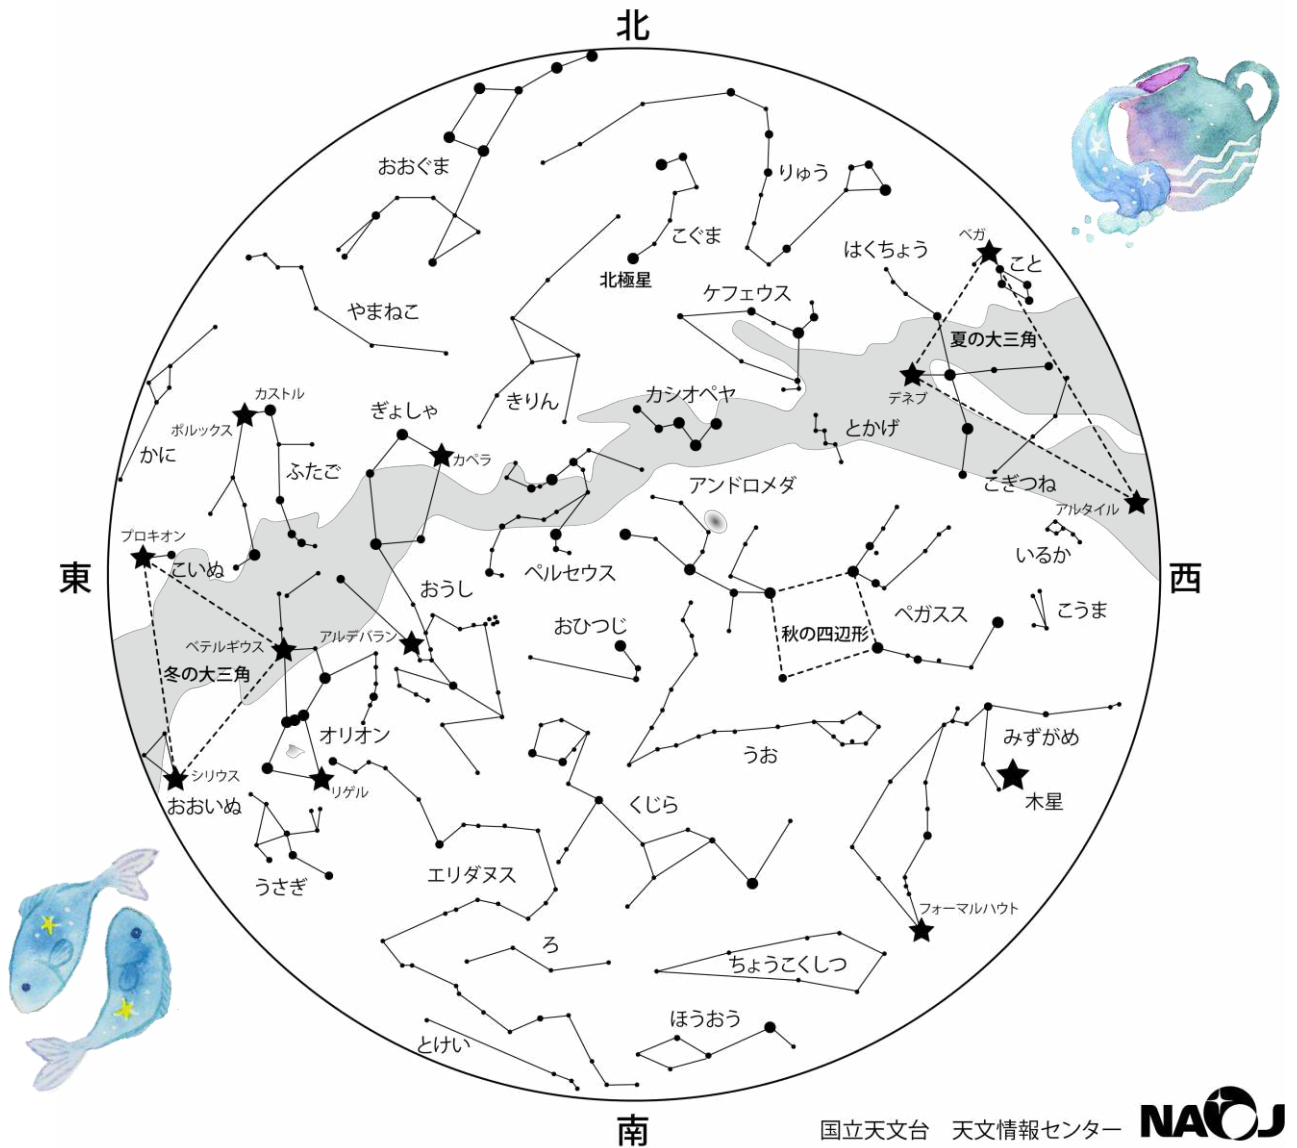 北
おおぐま
りゅう
こぐま
北極星
はくちょう
ベガ
こと
やまねこ
ケフェウス
夏の大三角
デネブ
カストル
ポルックス
かに
ふたご
ぎょしゃ
カペラ
きりん
カシオペヤ
とかげ
こぎつね
アルタイル
アンドロメダ
プロキオン
こいぬ
東
おうし
ペルセウス
いるか
西
ペガスス
こうま
ベテルギウス
アルデバラン
おひつじ
秋の四辺形
冬の大三角
オリオン
うお
みずがめ
シリウス
おおいぬ
リゲル
くじら
木星
うさぎ
エリダヌス
フォーマルハウト
ろ
ちょうこくしつ
とけい
ほうおう
南
国立天文台 天文情報センター NAOJ